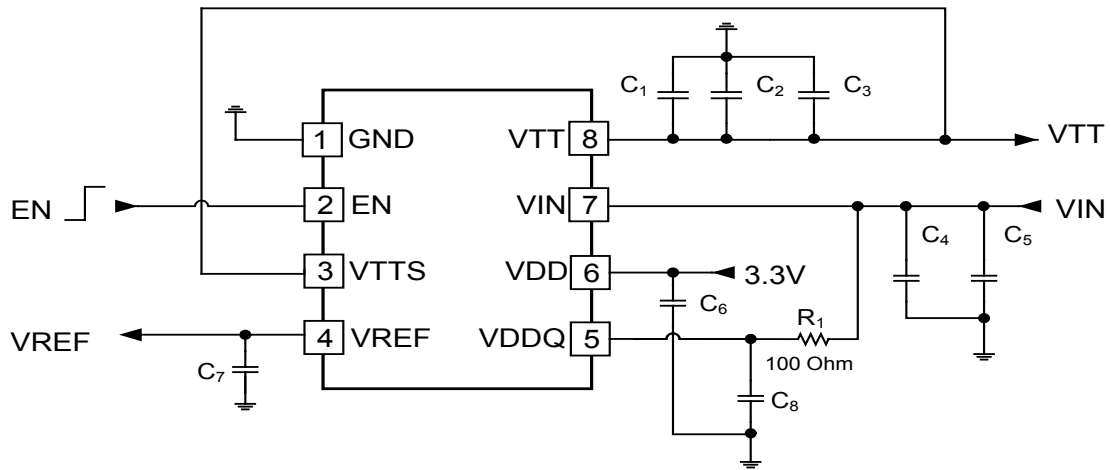 C1 C2 C3
1 GND VTT 8 VTT
EN 2 EN VIN 7 VIN
C4 C5
3 VTTS VDD 6 3.3V
C6 R1
VREF 4 VREF VDDQ 5
100 Ohm
C7
C8